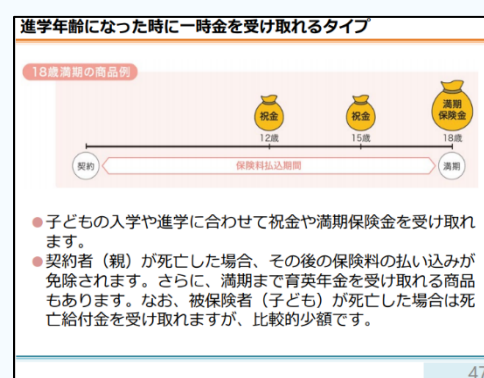 進学年齢になった時に一時金を受け取れるタイプ
18歳満期の商品例
祝金
祝金
満期
保険金
12歳
15歳
18歳
契約
保険料払込期間
満期
●子どもの入学や進学に合わせて祝金や満期保険金を受け取れ
ます。
●契約者（親）が死亡した場合、その後の保険料の払い込みが
免除されます。さらに、満期まで育英年金を受け取れる商品
もあります。なお、被保険者（子ども）が死亡した場合は死
亡給付金を受け取れますが、比較的少額です。
47